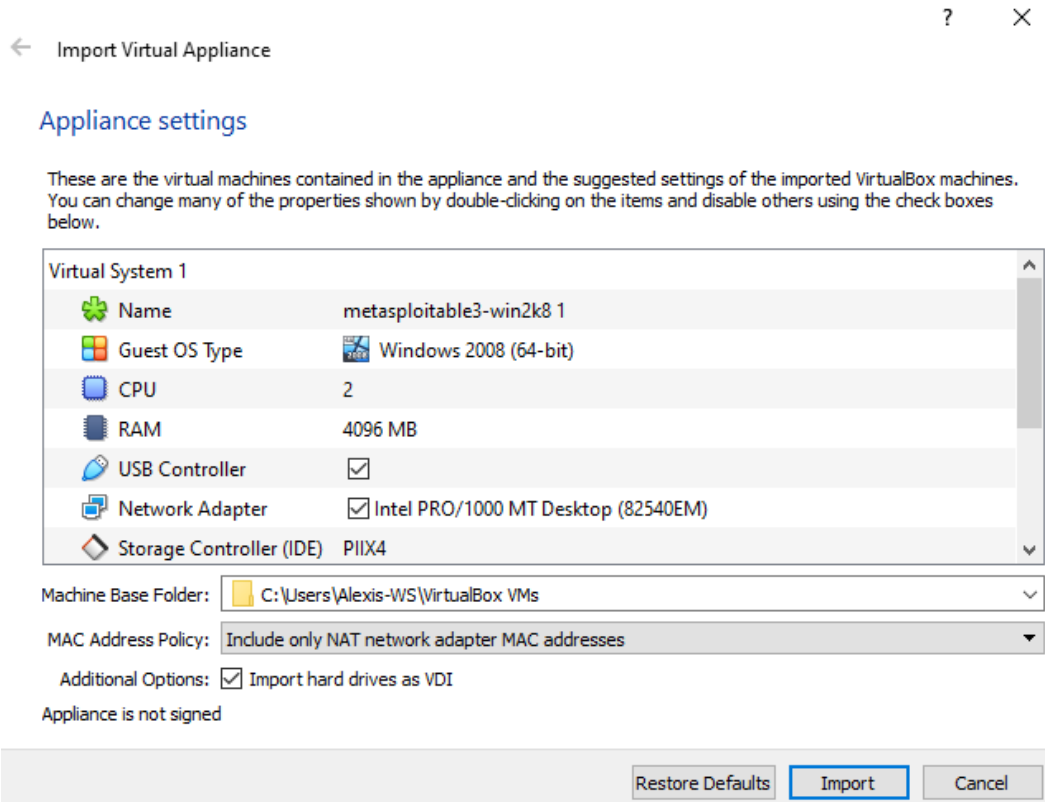 ?
Import Virtual Appliance
Appliance settings
These are the virtual machines contained in the appliance and the suggested settings of the imported VirtualBox machines.
You can change many of the properties shown by double-clicking on the items and disable others using the check boxes
below.
Virtual System 1
Name metasploitable3-win2k8 1
Guest OS Type Windows 2008 (64-bit)
CPU 2
RAM 4096 MB
USB Controller
Network Adapter Intel PRO/1000 MT Desktop (82540EM)
Storage Controller (IDE) PIIX4
Machine Base Folder: C:\Users\Alexis-WS\VirtualBox VMs
MAC Address Policy: Include only NAT network adapter MAC addresses
Additional Options: Import hard drives as VDI
Appliance is not signed
Restore Defaults Import Cancel